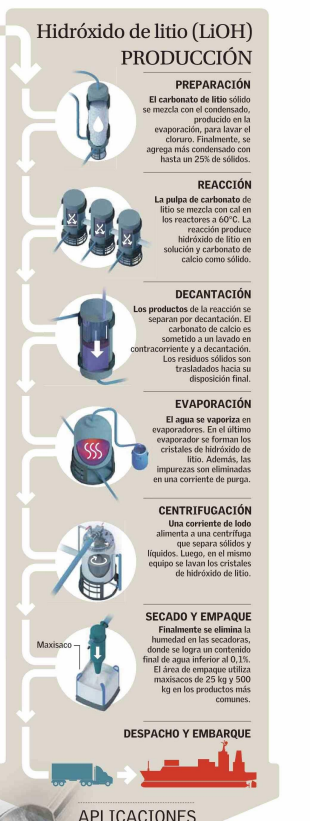 Hidróxido de litio (LiOH)
PRODUCCIÓN
PREPARACIÓN
El carbonato de litio sólido
se mezcla con el condensado,
producido en la
evaporación, para lavar el
cloruro. Finalmente, se
agrega más condensado con
hasta un 25% de sólidos.
REACCIÓN
La pulpa de carbonato de
litio se mezcla con cal en
los reactores a 60°C. La
reacción produce
hidróxido de litio en
solución y carbonato de
calcio como sólido.
DECANTACIÓN
Los productos de la reacción se
separan por decantación. El
carbonato de calcio es
sometido a un lavado en
contracorriente y a decantación.
Los residuos sólidos son
trasladados hacia su
disposición final.
EVAPORACIÓN
El agua se vaporiza en
evaporadores. En el último
evaporador se forman los
cristales de hidróxido de
litio. Además, las
impurezas son eliminadas
en una corriente de purga.
CENTRIFUGACIÓN
Una corriente de lodo
alimenta a una centrífuga
que separa sólidos y
líquidos. Luego, en el mismo
equipo se lavan los cristales
de hidróxido de litio.
SECADO Y EMPAQUE
Finalmente se elimina la
humedad en las secadoras,
donde se logra un contenido
final de agua inferior al 0,1%.
El área de empaque utiliza
maxisacos de 25 kg y 500
kg en los productos más
comunes.
Maxisaco
DESPACHO Y EMBARQUE
APLICACIONES